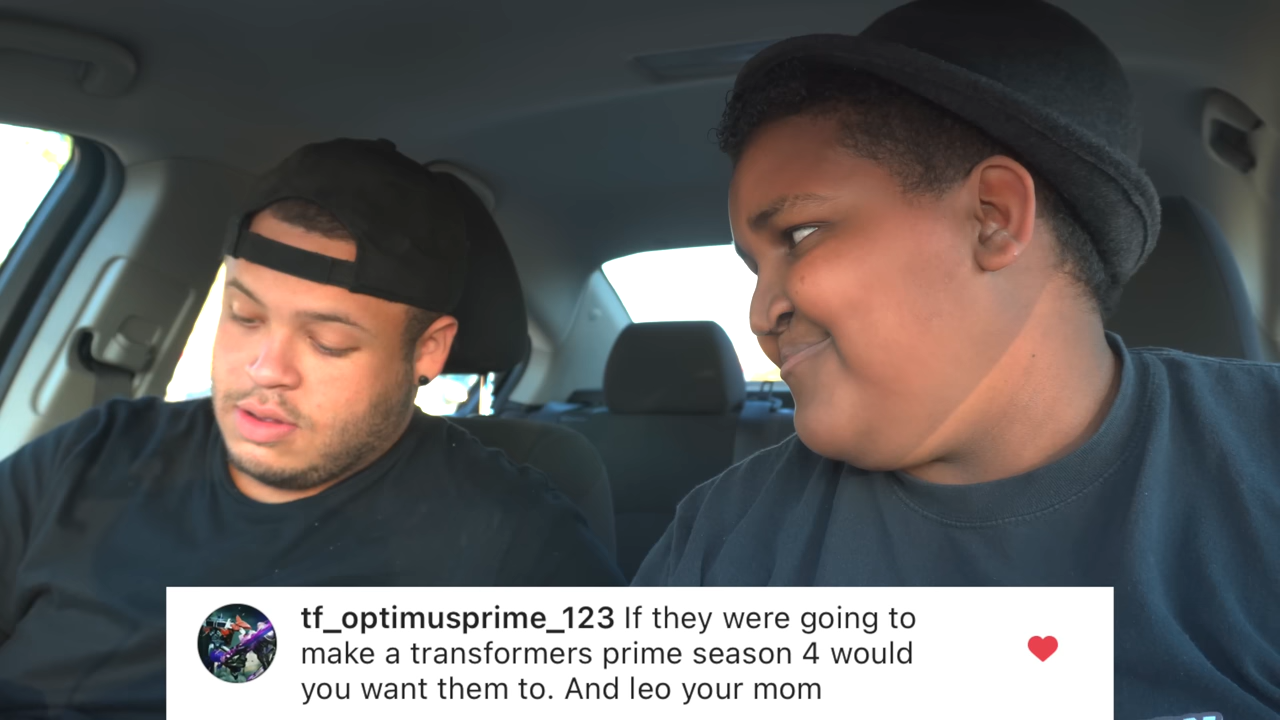 tf_optimusprime_123 If they were going to
make a transformers prime season 4 would
you want them to. And leo your mom